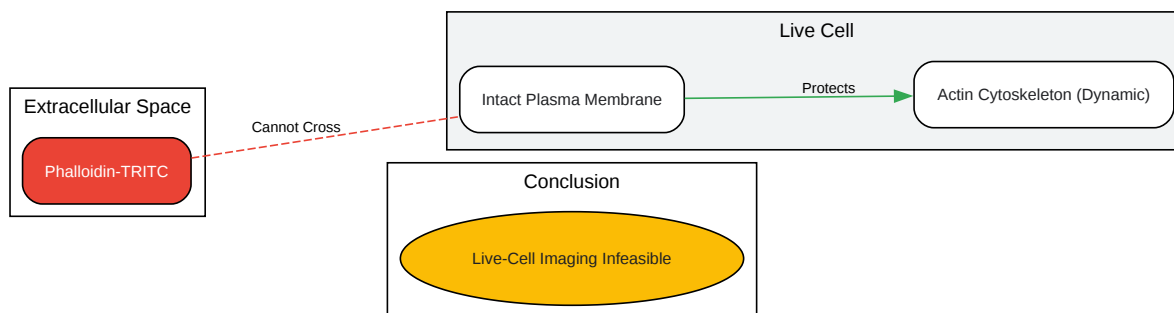 Live Cell
Intact Plasma Membrane
Protects
Actin Cytoskeleton (Dynamic)
Extracellular Space
Phalloidin-TRITC
Cannot Cross
Conclusion
Live-Cell Imaging Infeasible